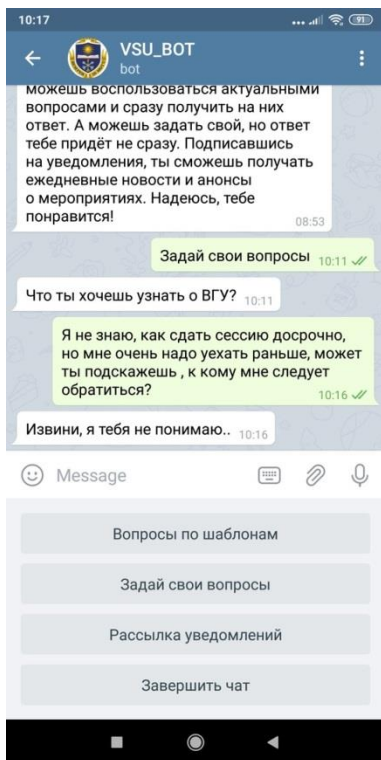 10:17
91
VSU_BOT
bot
можешь воспользоваться актуальными
вопросами и сразу получить на них
ответ. А можешь задать свой, но ответ
тебе придёт не сразу. Подписавшись
на уведомления, ты сможешь получать
ежедневные новости и анонсы
о мероприятиях. Надеюсь, тебе
понравится! 08:53
Задай свои вопросы 10:11
Что ты хочешь узнать о ВГУ? 10:11
Я не знаю, как сдать сессию досрочно,
но мне очень надо уехать раньше, может
ты подскажешь , к кому мне следует
обратиться? 10:16
Извини, я тебя не понимаю.. 10:16
Message
Вопросы по шаблонам
Задай свои вопросы
Рассылка уведомлений
Завершить чат